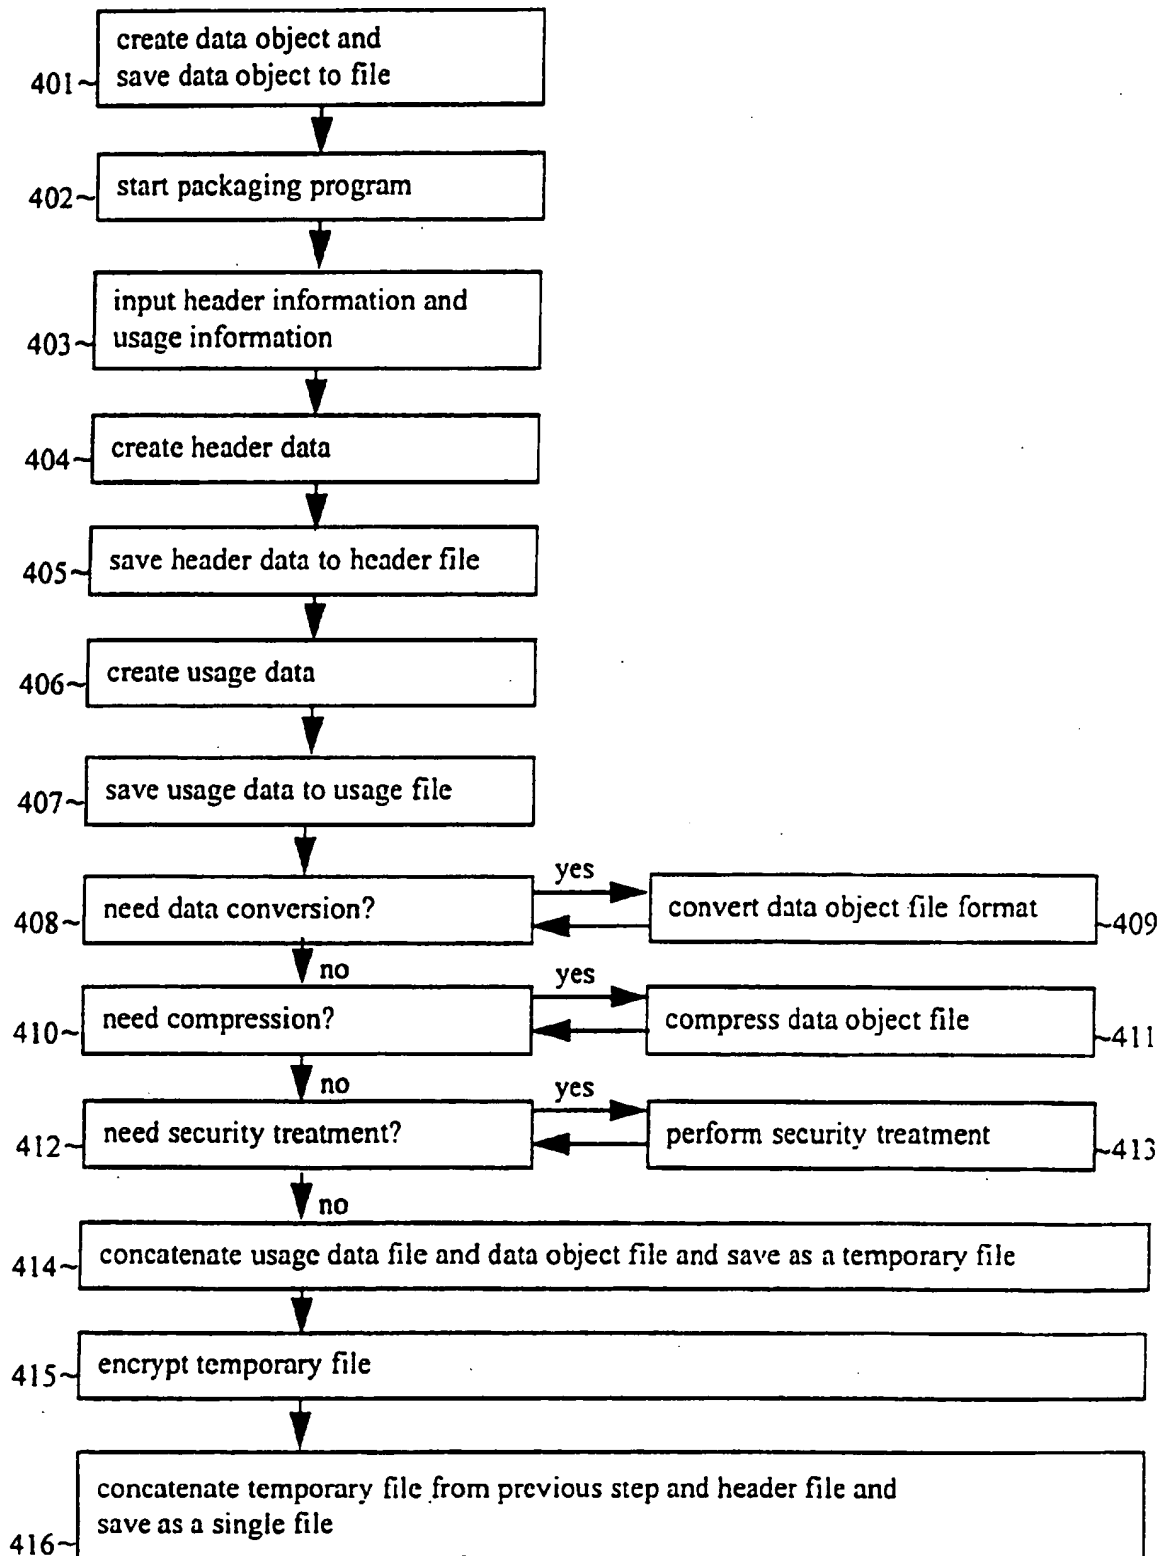 create data object and
save data object to file
401~
start packaging program
402~
input header information and
usage information
403~
create header data
404~
save header data to header file
405~
create usage data
406~
save usage data to usage file
407~
need data conversion?
408~
yes
convert data object file format
~409
no
need compression?
410~
yes
compress data object file
~411
no
need security treatment?
412~
yes
perform security treatment
~413
no
concatenate usage data file and data object file and save as a temporary file
414~
encrypt temporary file
415~
concatenate temporary file from previous step and header file and
save as a single file
416~